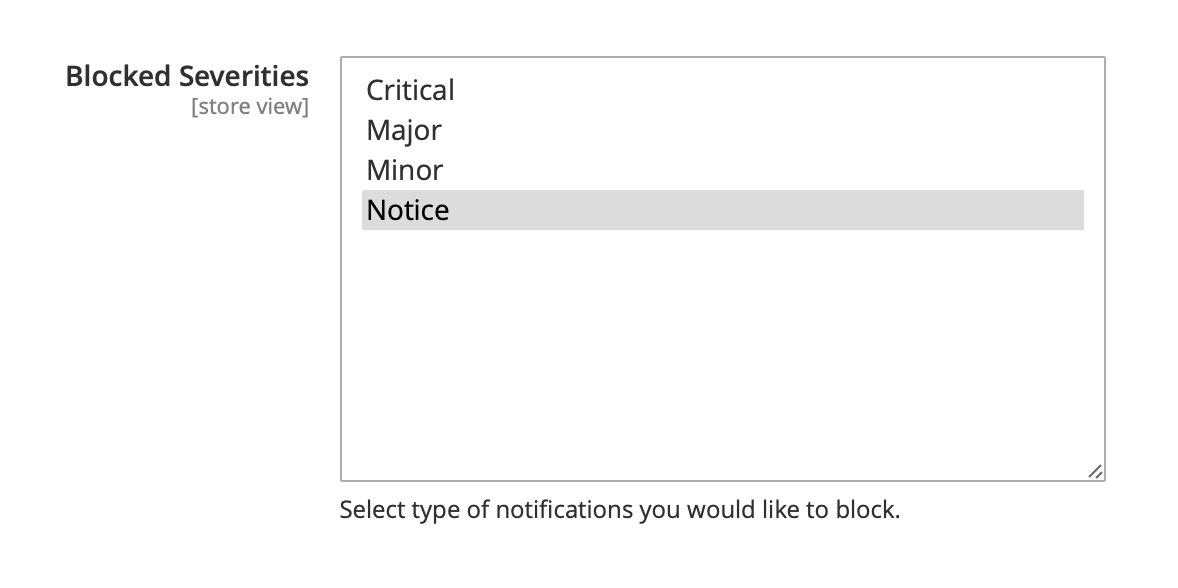 Blocked Severities
[store view]
Critical
Major
Minor
Notice
Select type of notifications you would like to block.